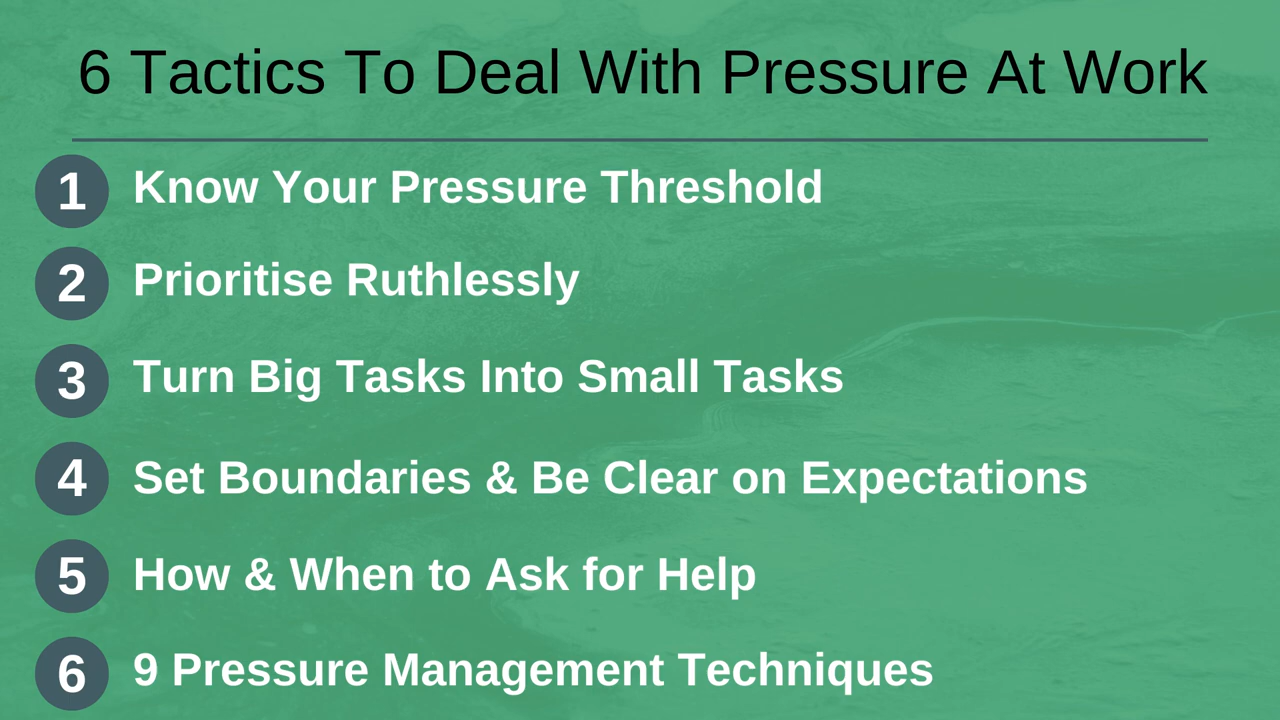 6 Tactics To Deal With Pressure At Work
1 Know Your Pressure Threshold
2 Prioritise Ruthlessly
3 Turn Big Tasks Into Small Tasks
4 Set Boundaries & Be Clear on Expectations
5 How & When to Ask for Help
6 9 Pressure Management Techniques